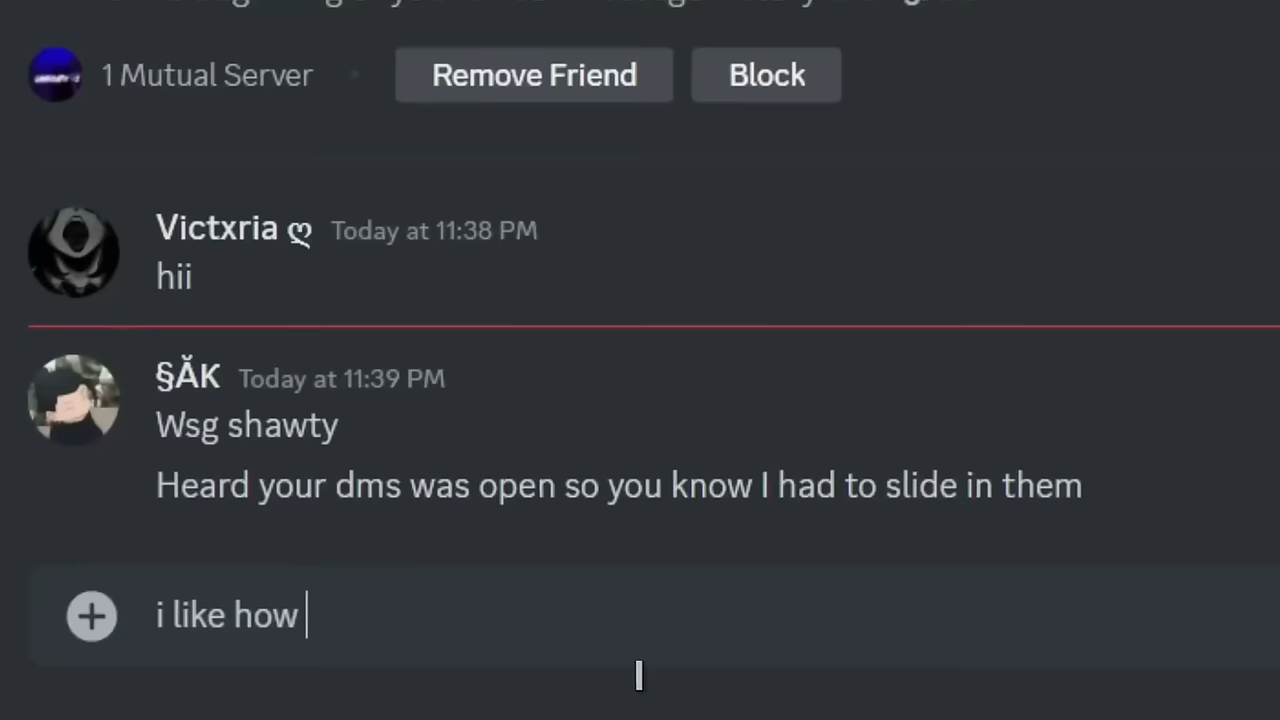 1 Mutual Server
Remove Friend
Block
Victxria ღ Today at 11:38 PM
hii
§ĂK Today at 11:39 PM
Wsg shawty
Heard your dms was open so you know I had to slide in them
i like how